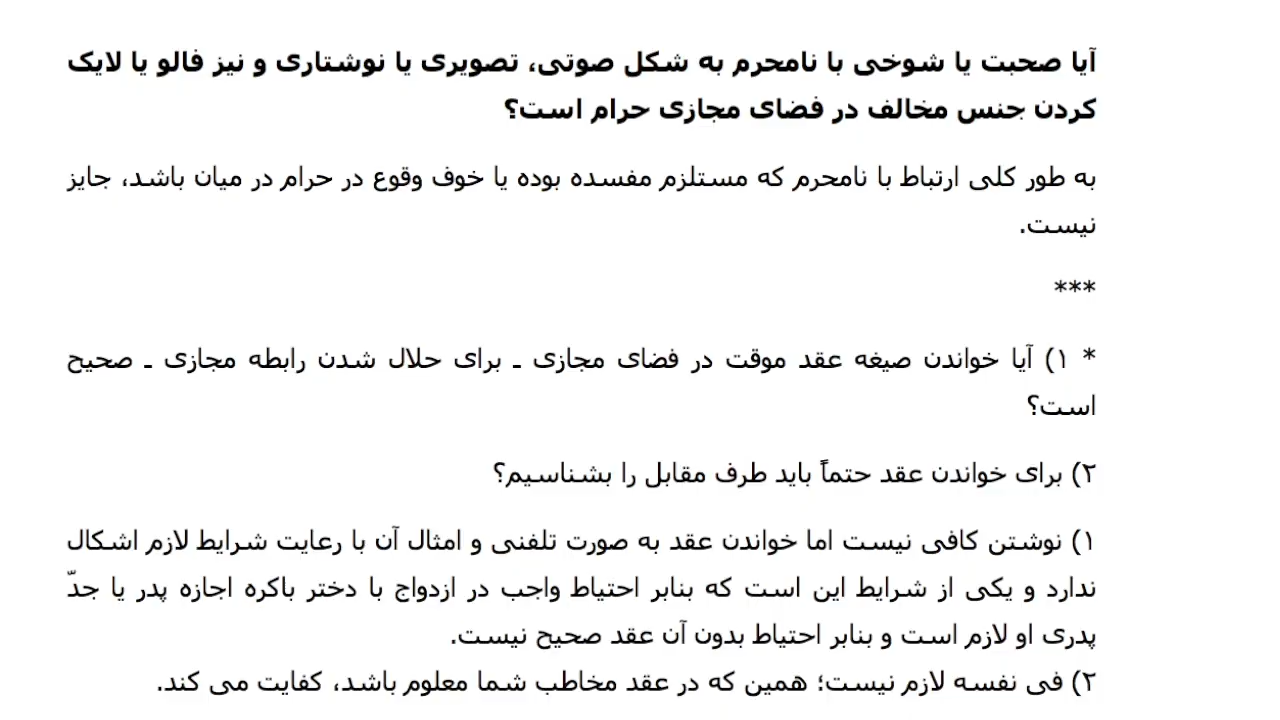 آیا صحبت یا شوخی با نامحرم به شکل صوتی، تصویری یا نوشتاری و نیز فالو یا لایک
کردن جنس مخالف در فضای مجازی حرام است؟
به طور کلی ارتباط با نامحرم که مستلزم مفسده بوده یا خوف وقوع در حرام در میان باشد، جایز
نیست.
***
* ۱) آیا خواندن صیغه عقد موقت در فضای مجازی ـ برای حلال شدن رابطه مجازی ـ صحیح
است؟
۲) برای خواندن عقد حتماً باید طرف مقابل را بشناسیم؟
۱) نوشتن کافی نیست اما خواندن عقد به صورت تلفنی و امثال آن با رعایت شرایط لازم اشکال
ندارد و یکی از شرایط این است که بنابر احتیاط واجب در ازدواج با دختر باکره اجازه پدر یا جدّ
پدری او لازم است و بنابر احتیاط بدون آن عقد صحیح نیست.
۲) فی نفسه لازم نیست؛ همین که در عقد مخاطب شما معلوم باشد، کفایت می کند.